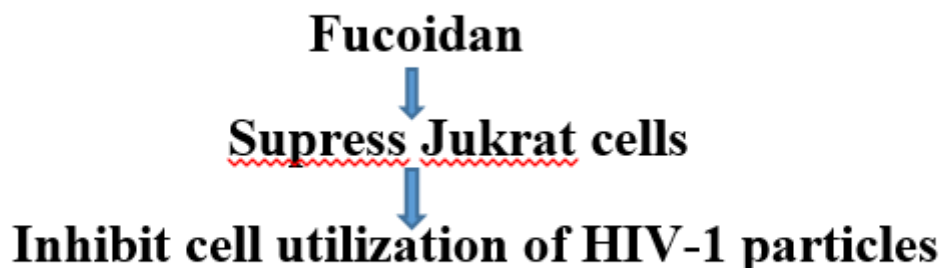 Fucoidan
Supress Jukrat cells
Inhibit cell utilization of HIV-1 particles